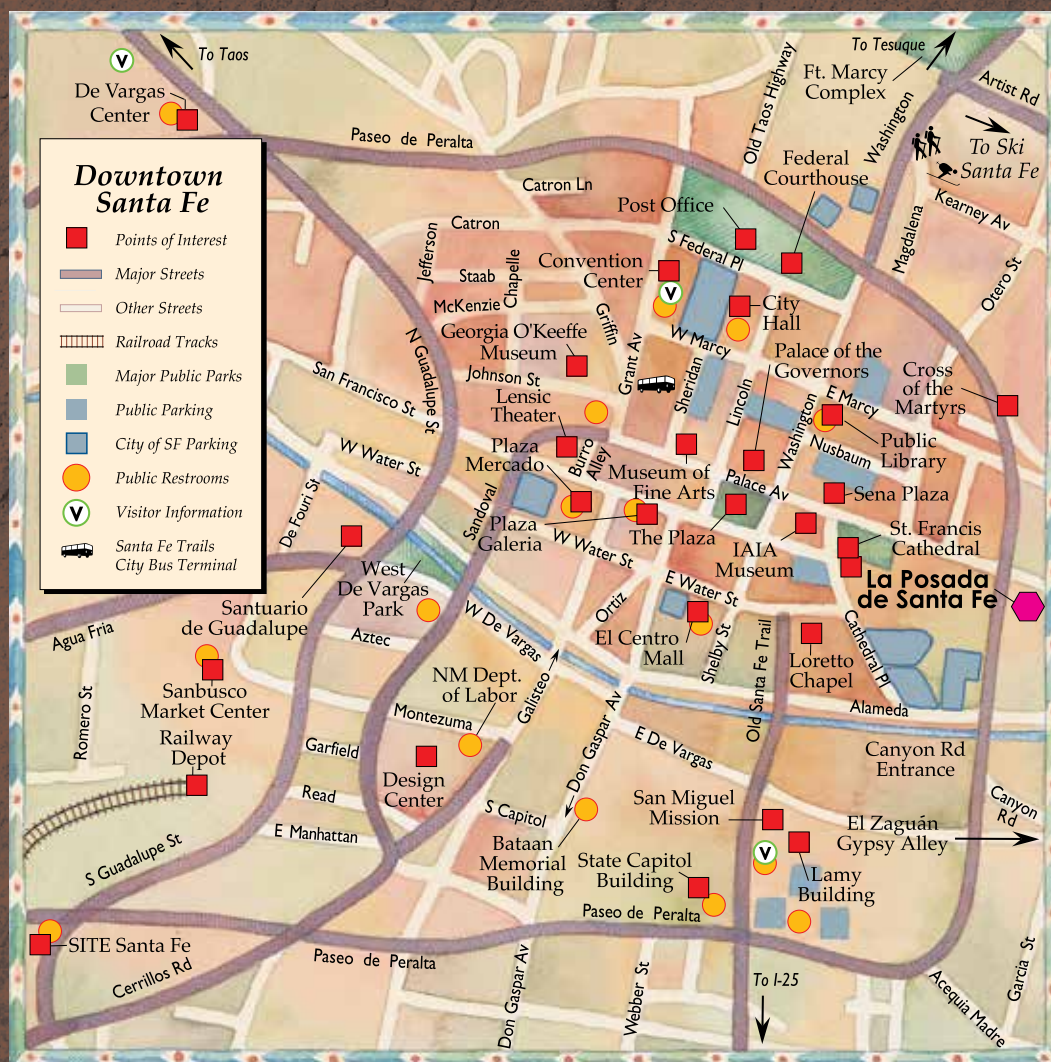 To Taos
De Vargas
Center
To Tesuque
Ft. Marcy
Complex
Artist Rd
Washington
Old Taos Highway
To Ski
Santa Fe
Kearney Av
Paseo de Peralta
Federal
Courthouse
Catron Ln
Post Office
Magdalena
Otero St
Downtown
Santa Fe
Points of Interest
Major Streets
Other Streets
Railroad Tracks
Major Public Parks
Public Parking
City of SF Parking
Public Restrooms
V
Visitor Information
Santa Fe Trails
City Bus Terminal
V
Catron
Jefferson
Staab
Chapelle
McKenzie
S Federal Pl
Convention
Center
V
City
Hall
Griffin
Georgia O'Keeffe
Museum
N Guadalupe St
Grant Av
W Marcy
Palace of the
Governors
Sheridan
Lincoln
Washington
E Marcy
Cross
of the
Martyrs
San Francisco St
Johnson St
Lensic
Theater
Public
Library
Nusbaum
W Water St
Plaza
Mercado
Burro
Alley
Museum of
Fine Arts
Palace Av
Sena Plaza
De Fouri St
Sandoval
Plaza
Galeria
The Plaza
W Water St
IAIA
Museum
St. Francis
Cathedral
La Posada
de Santa Fe
West
De Vargas
Park
E Water St
Ortiz
Santuario
de Guadalupe
W De Vargas
El Centro
Mall
Shelby St
Old Santa Fe Trail
Loretto
Chapel
Cathedral Pl
Agua Fria
Aztec
Sanbusco
Market Center
NM Dept.
of Labor
Galisteo
Don Gaspar Av
Alameda
Romero St
Railway
Depot
Montezuma
Garfield
Design
Center
E De Vargas
Canyon Rd
Entrance
Read
S Capitol
San Miguel
Mission
El Zaguán
Gypsy Alley
Canyon
Rd
E Manhattan
Bataan
Memorial
Building
State Capitol
Building
V
Lamy
Building
S Guadalupe St
Paseo de Peralta
SITE Santa Fe
Paseo de Peralta
Cerrillos Rd
Don Gaspar Av
Webber St
To I-25
Acequia Madre
Garcia St